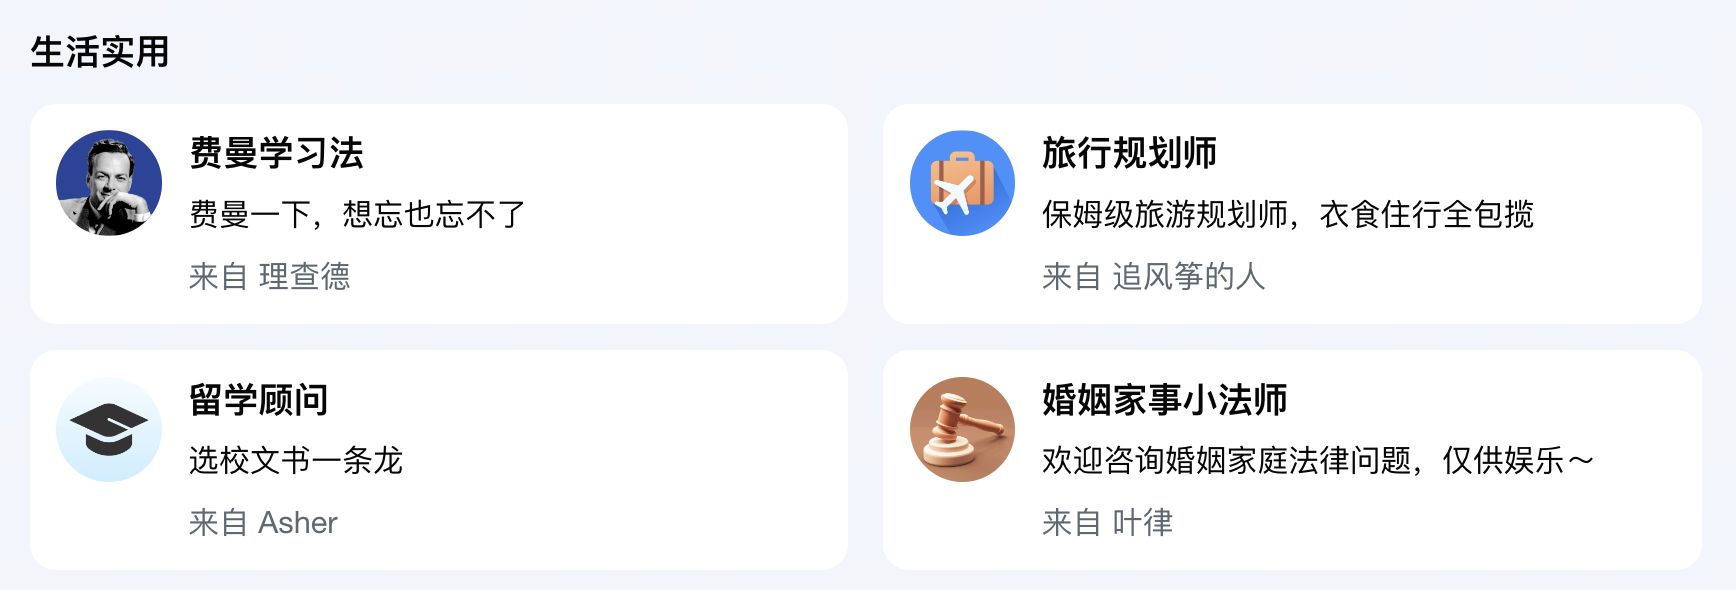 生活实用
费曼学习法
费曼一下，想忘也忘不了
来自 理查德
旅行规划师
保姆级旅游规划师，衣食住行全包揽
来自 追风筝的人
留学顾问
选校文书一条龙
来自 Asher
婚姻家事小法师
欢迎咨询婚姻家庭法律问题，仅供娱乐～
来自 叶律